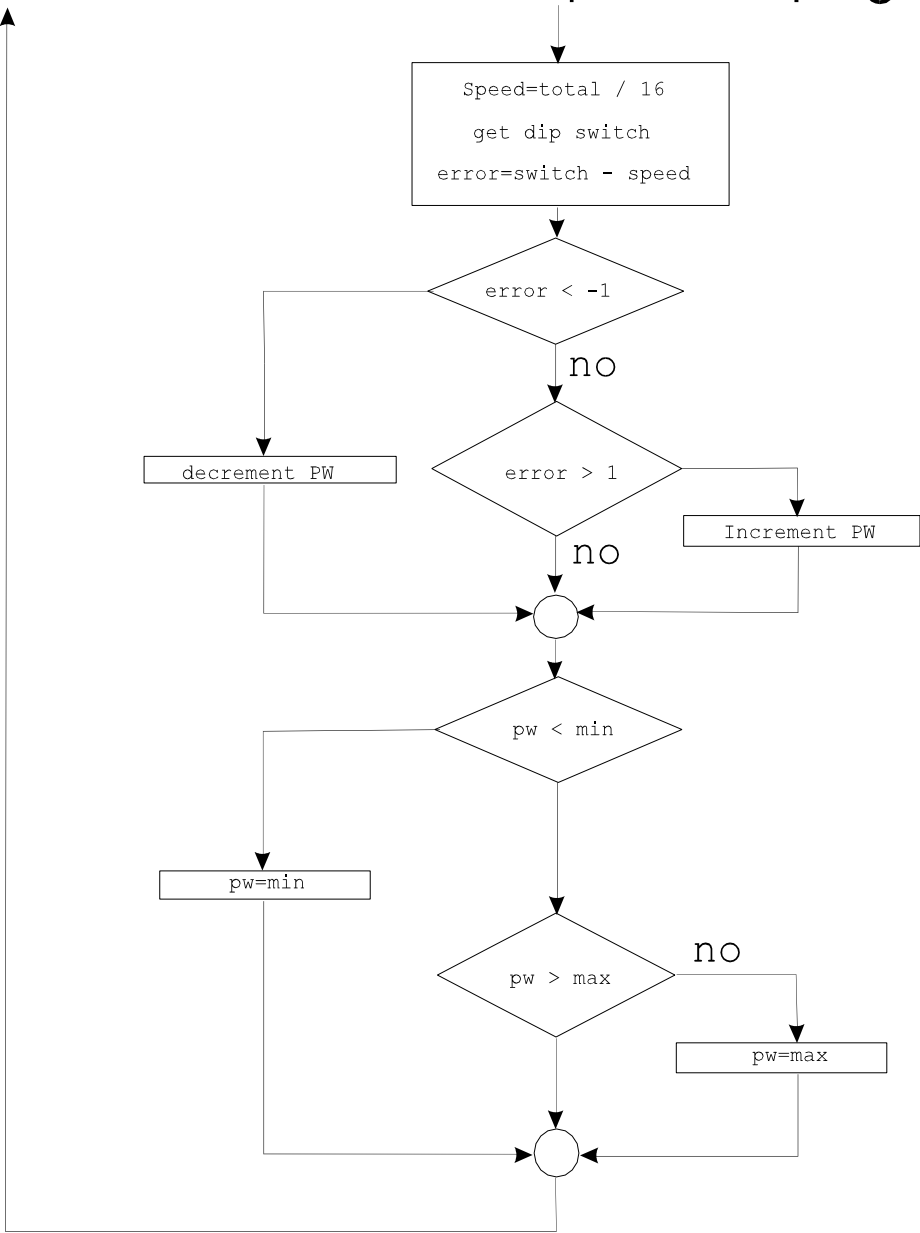 Speed=total / 16
get dip switch
error=switch - speed
error < -1
no
decrement PW
error > 1
Increment PW
no
pw < min
pw=min
no
pw > max
pw=max